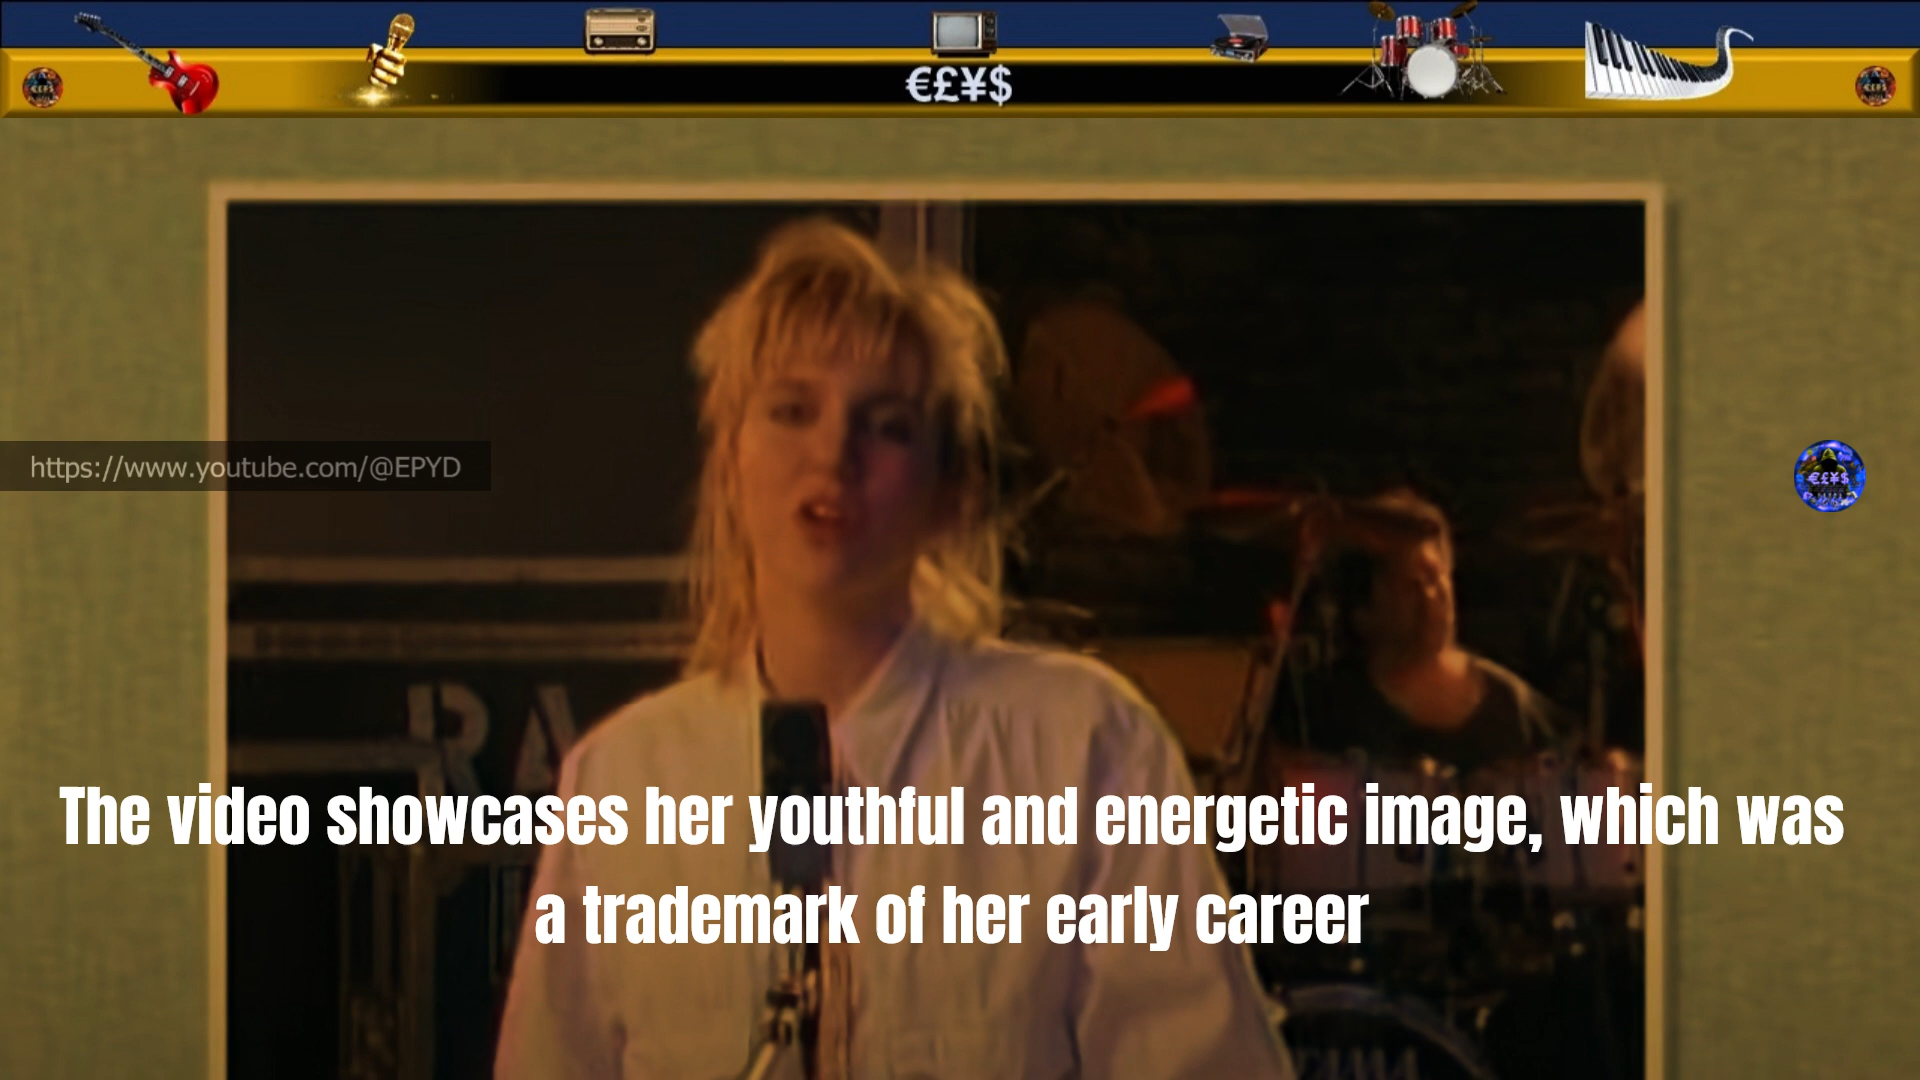 €£¥$
https://www.youtube.com/@EPYD
€£¥$
RA
The video showcases her youthful and energetic image, which was
a trademark of her early career